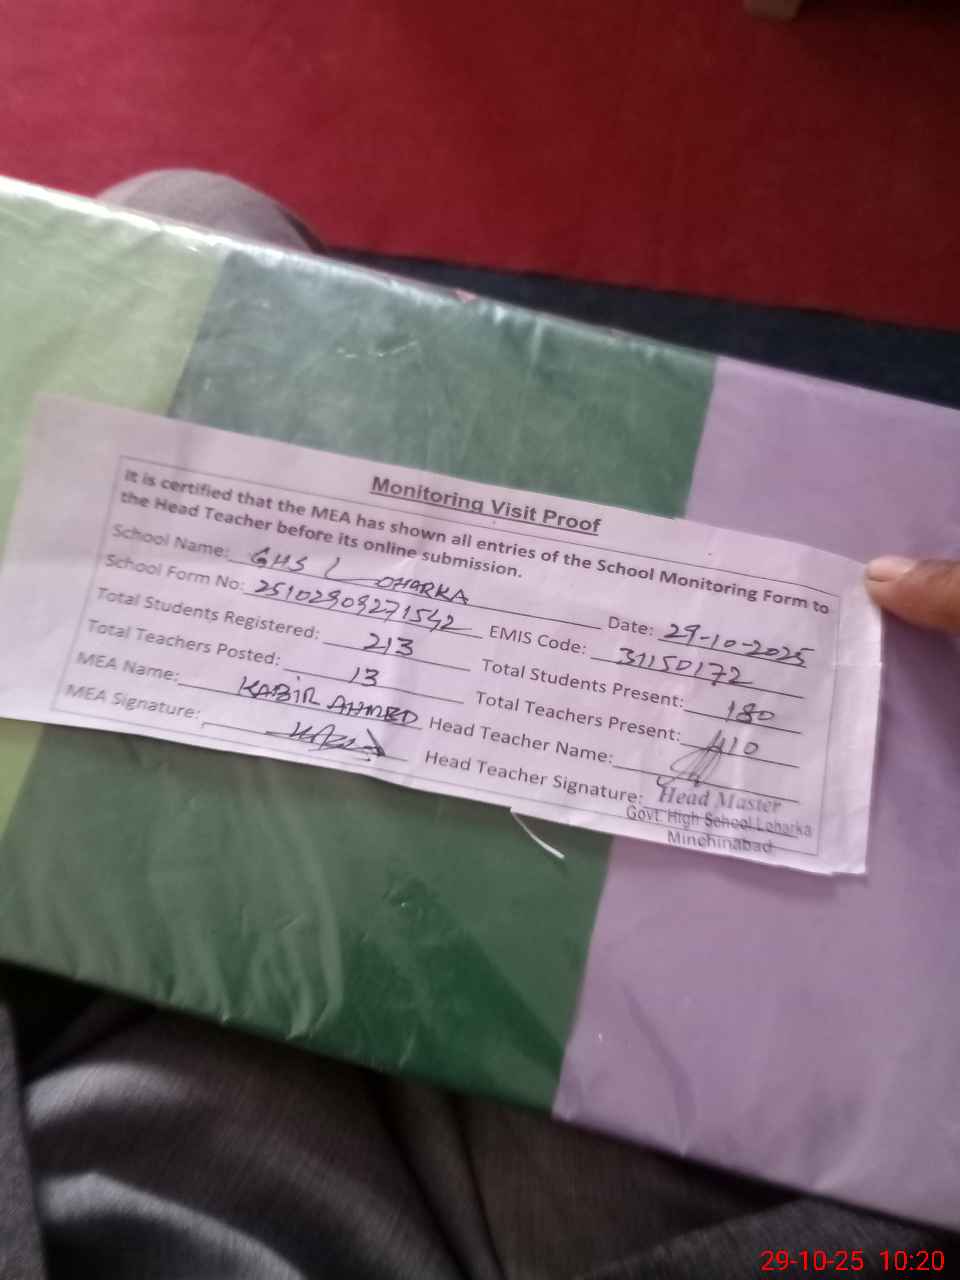 Monitoring Visit Proof
It is certified that the MEA has shown all entries of the School Monitoring Form to
the Head Teacher before its online submission.
School Name: GHS LOHARKA Date: 29-10-2025
School Form No: 25102909271542 EMIS Code: 31150172
Total Students Registered: 213 Total Students Present: 180
Total Teachers Posted: 13 Total Teachers Present: 10
MEA Name: KABIR AHMED Head Teacher Name:
MEA Signature: Head Teacher Signature:
Head Master
Govt. High School Loharka
Minchinabad
29-10-25 10:20